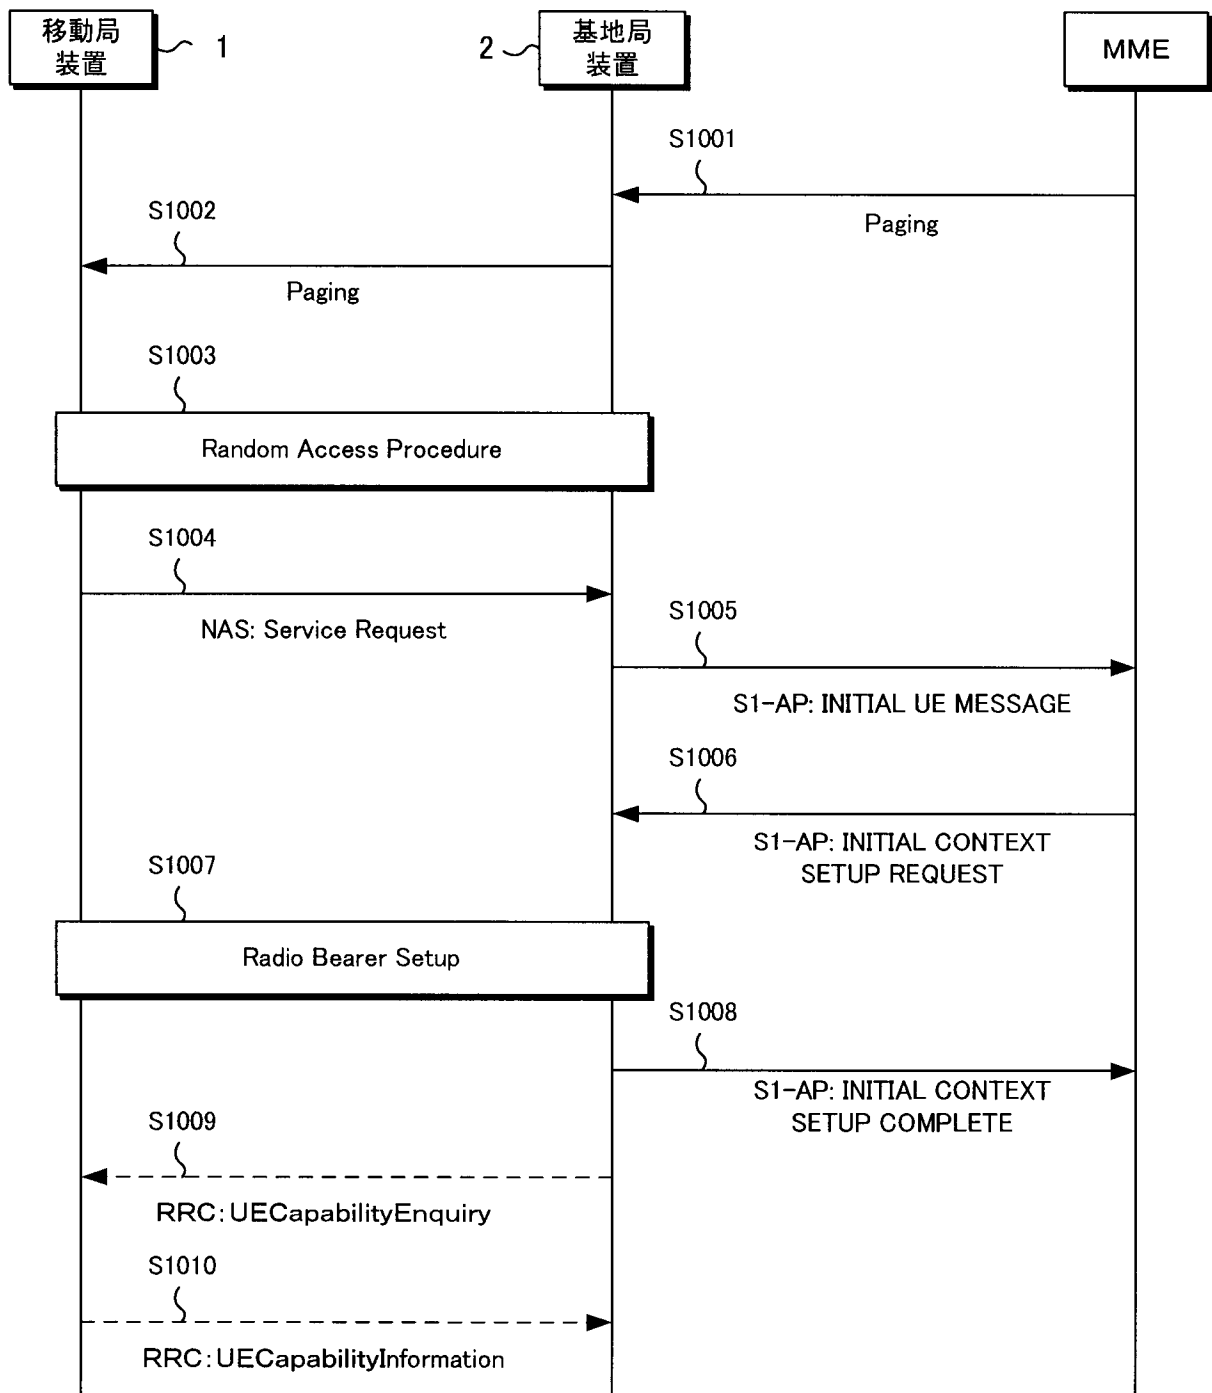 移動局
装置
1
2
基地局
装置
MME
S1001
Paging
S1002
Paging
S1003
Random Access Procedure
S1004
NAS: Service Request
S1005
S1-AP: INITIAL UE MESSAGE
S1006
S1-AP: INITIAL CONTEXT
SETUP REQUEST
S1007
Radio Bearer Setup
S1008
S1-AP: INITIAL CONTEXT
SETUP COMPLETE
S1009
RRC:UECapabilityEnquiry
S1010
RRC:UECapabilityInformation